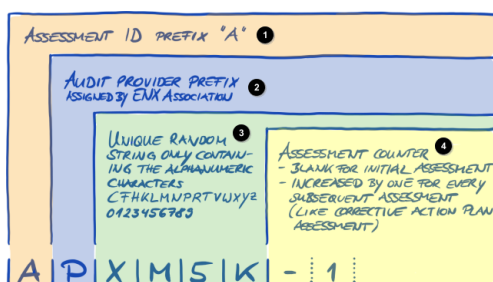 ASSESSMENT ID PREFIX "A" 1
AUDIT PROVIDER PREFIX 2
ASSIGNED BY ENX ASSOCIATION
UNIQUE RANDOM 3
STRING ONLY CONTAIN-
ING THE ALPHANUMERIC
CHARACTERS
CFHKLMNPRTVWXYZ
0123456789
ASSESSMENT COUNTER 4
- BLANK FOR INITIAL ASSESSMENT
- INCREASED BY ONE FOR EVERY
SUBSEQUENT ASSESSMENT
(LIKE CORRECTIVE ACTION PLAN
ASSESSMENT)
A P X M 5 K - 1